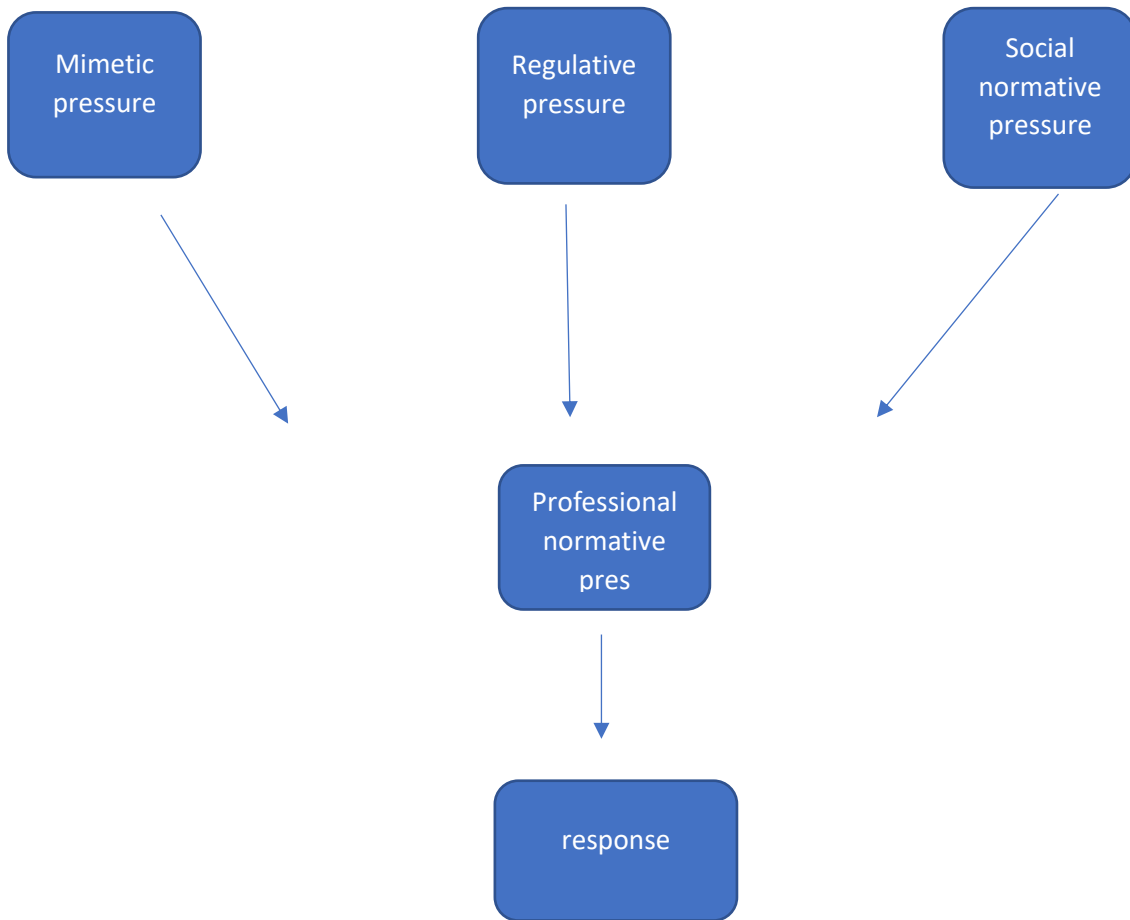 Mimetic
pressure
Regulative
pressure
Social
normative
pressure
Professional
normative
pres
response